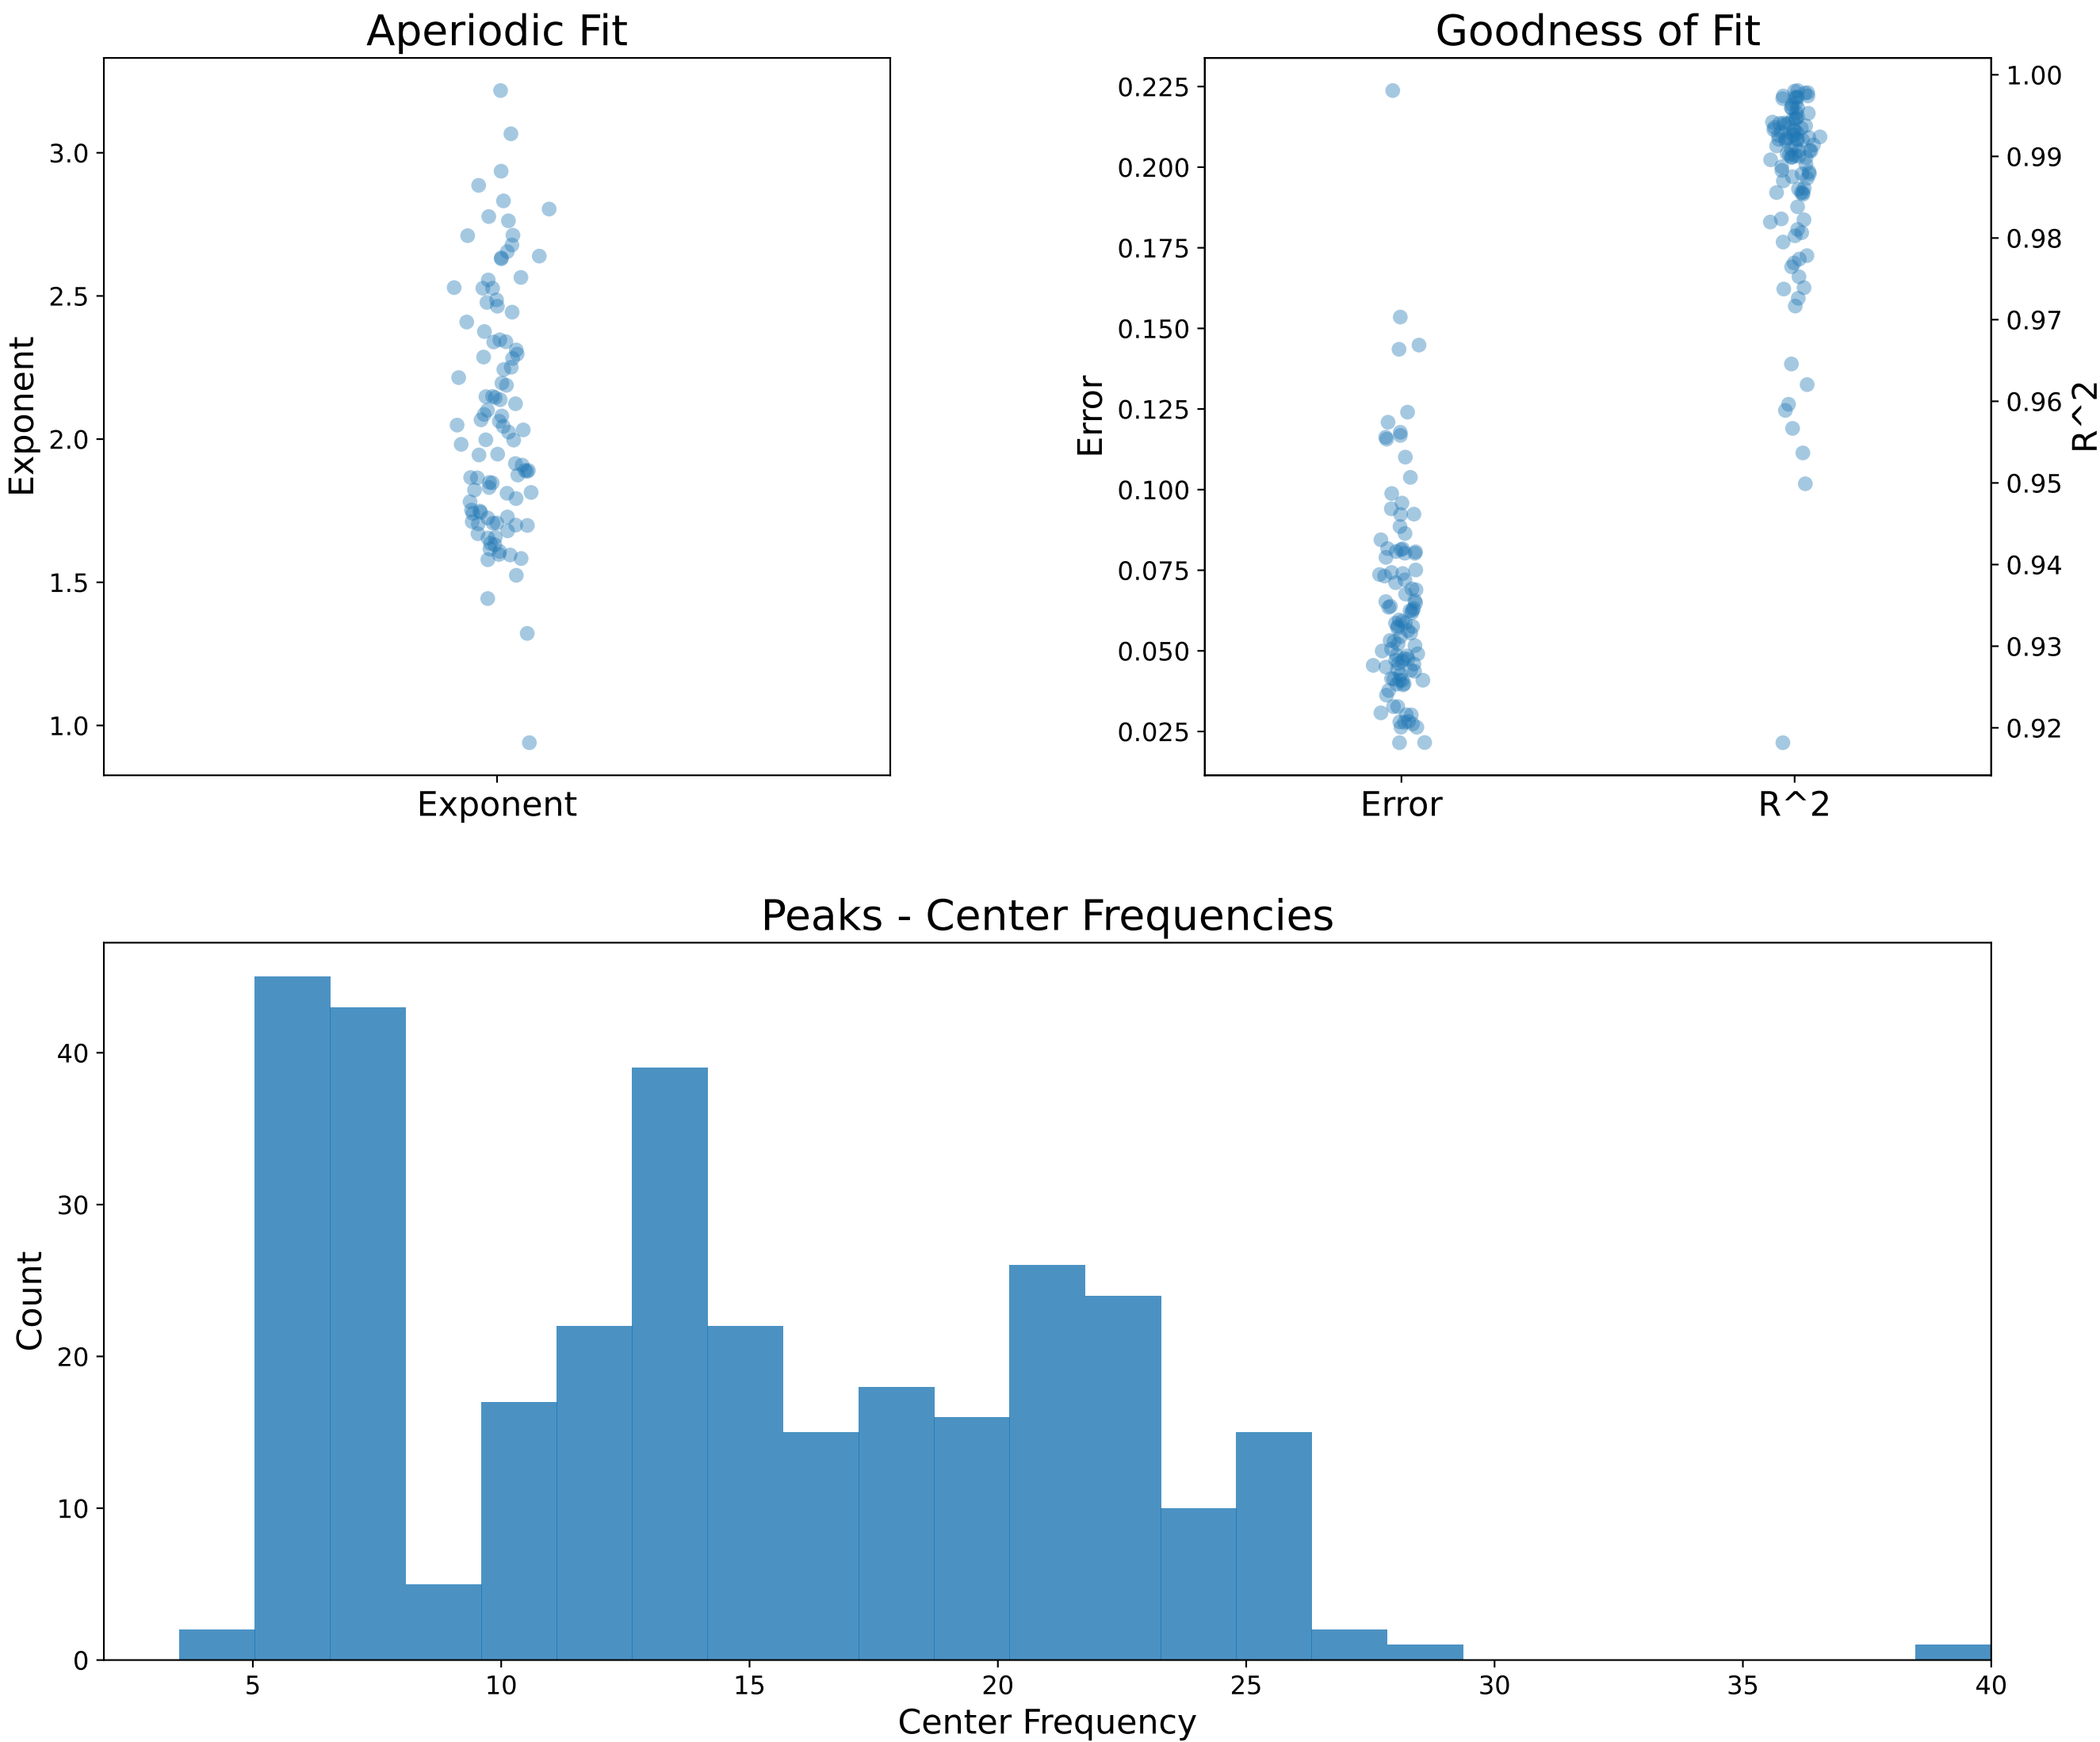 Aperiodic Fit
Exponent
3.0
2.5
2.0
1.5
1.0
Exponent
Goodness of Fit
Error
0.225
0.200
0.175
0.150
0.125
0.100
0.075
0.050
0.025
1.00
0.99
0.98
0.97
0.96
0.95
0.94
0.93
0.92
R^2
Error R^2
Peaks - Center Frequencies
Count
40
30
20
10
0
5 10 15 20 25 30 35 40
Center Frequency